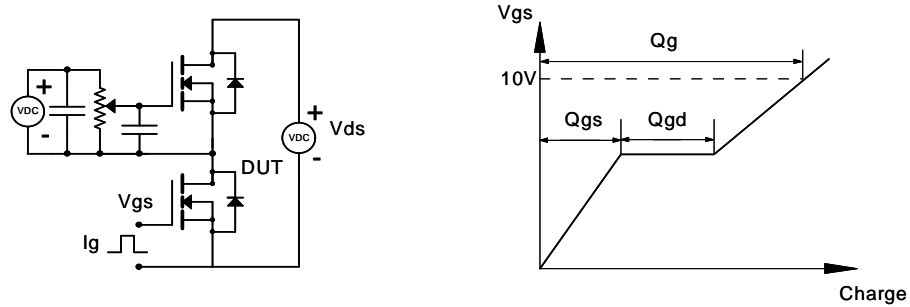 +
VDC
-
+
VDC
-
Vds
DUT
Vgs
Ig
Vgs
Qg
10V
Qgs
Qgd
Charge